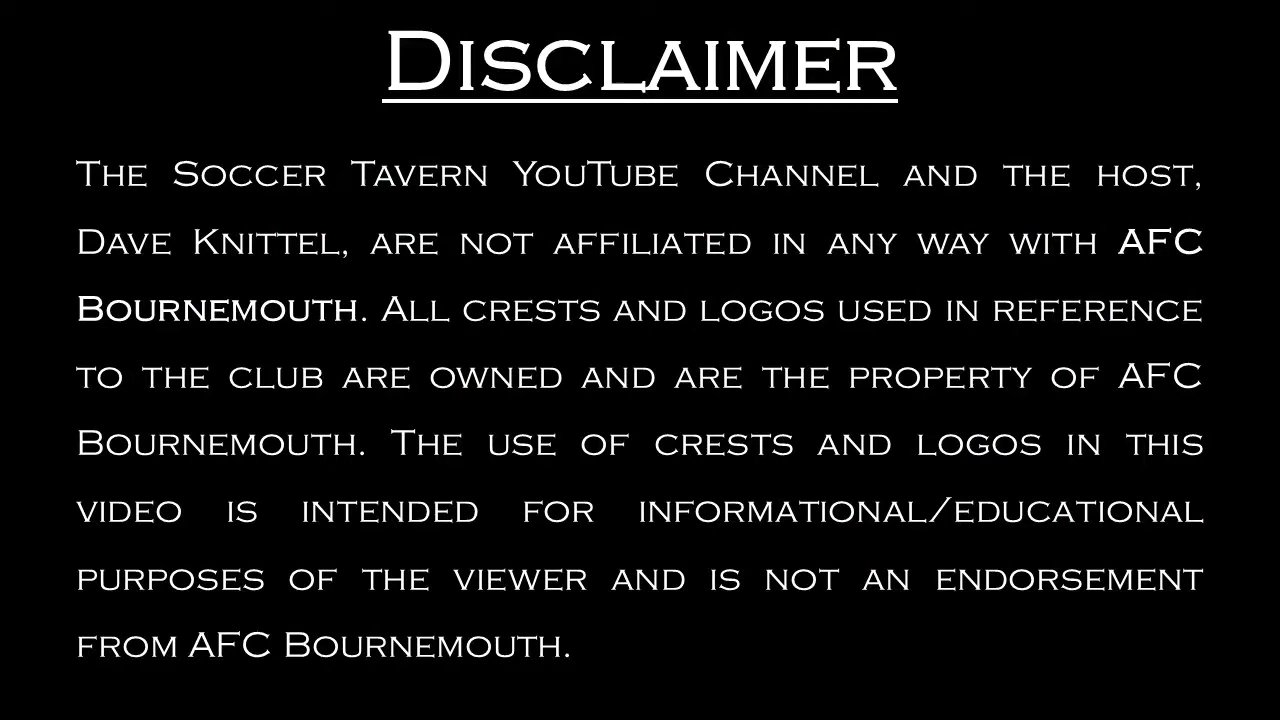 Disclaimer
The Soccer Tavern YouTube Channel and the host,
Dave Knittel, are not affiliated in any way with AFC
Bournemouth. All crests and logos used in reference
to the club are owned and are the property of AFC
Bournemouth. The use of crests and logos in this
video is intended for informational/educational
purposes of the viewer and is not an endorsement
from AFC Bournemouth.